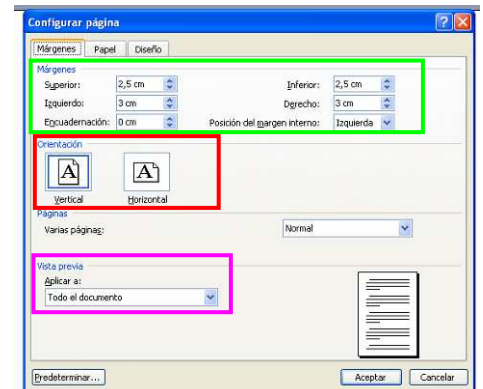 Configurar página
Márgenes Papel Diseño
Márgenes
Superior: 2,5 cm Inferior: 2,5 cm
Izquierdo: 3 cm Derecho: 3 cm
Encuadernación: 0 cm Posición del margen interno: Izquierda
Orientación
A A
Vertical Horizontal
Páginas
Varias páginas: Normal
Vista previa
Aplicar a:
Todo el documento
Predeterminar... Aceptar Cancelar